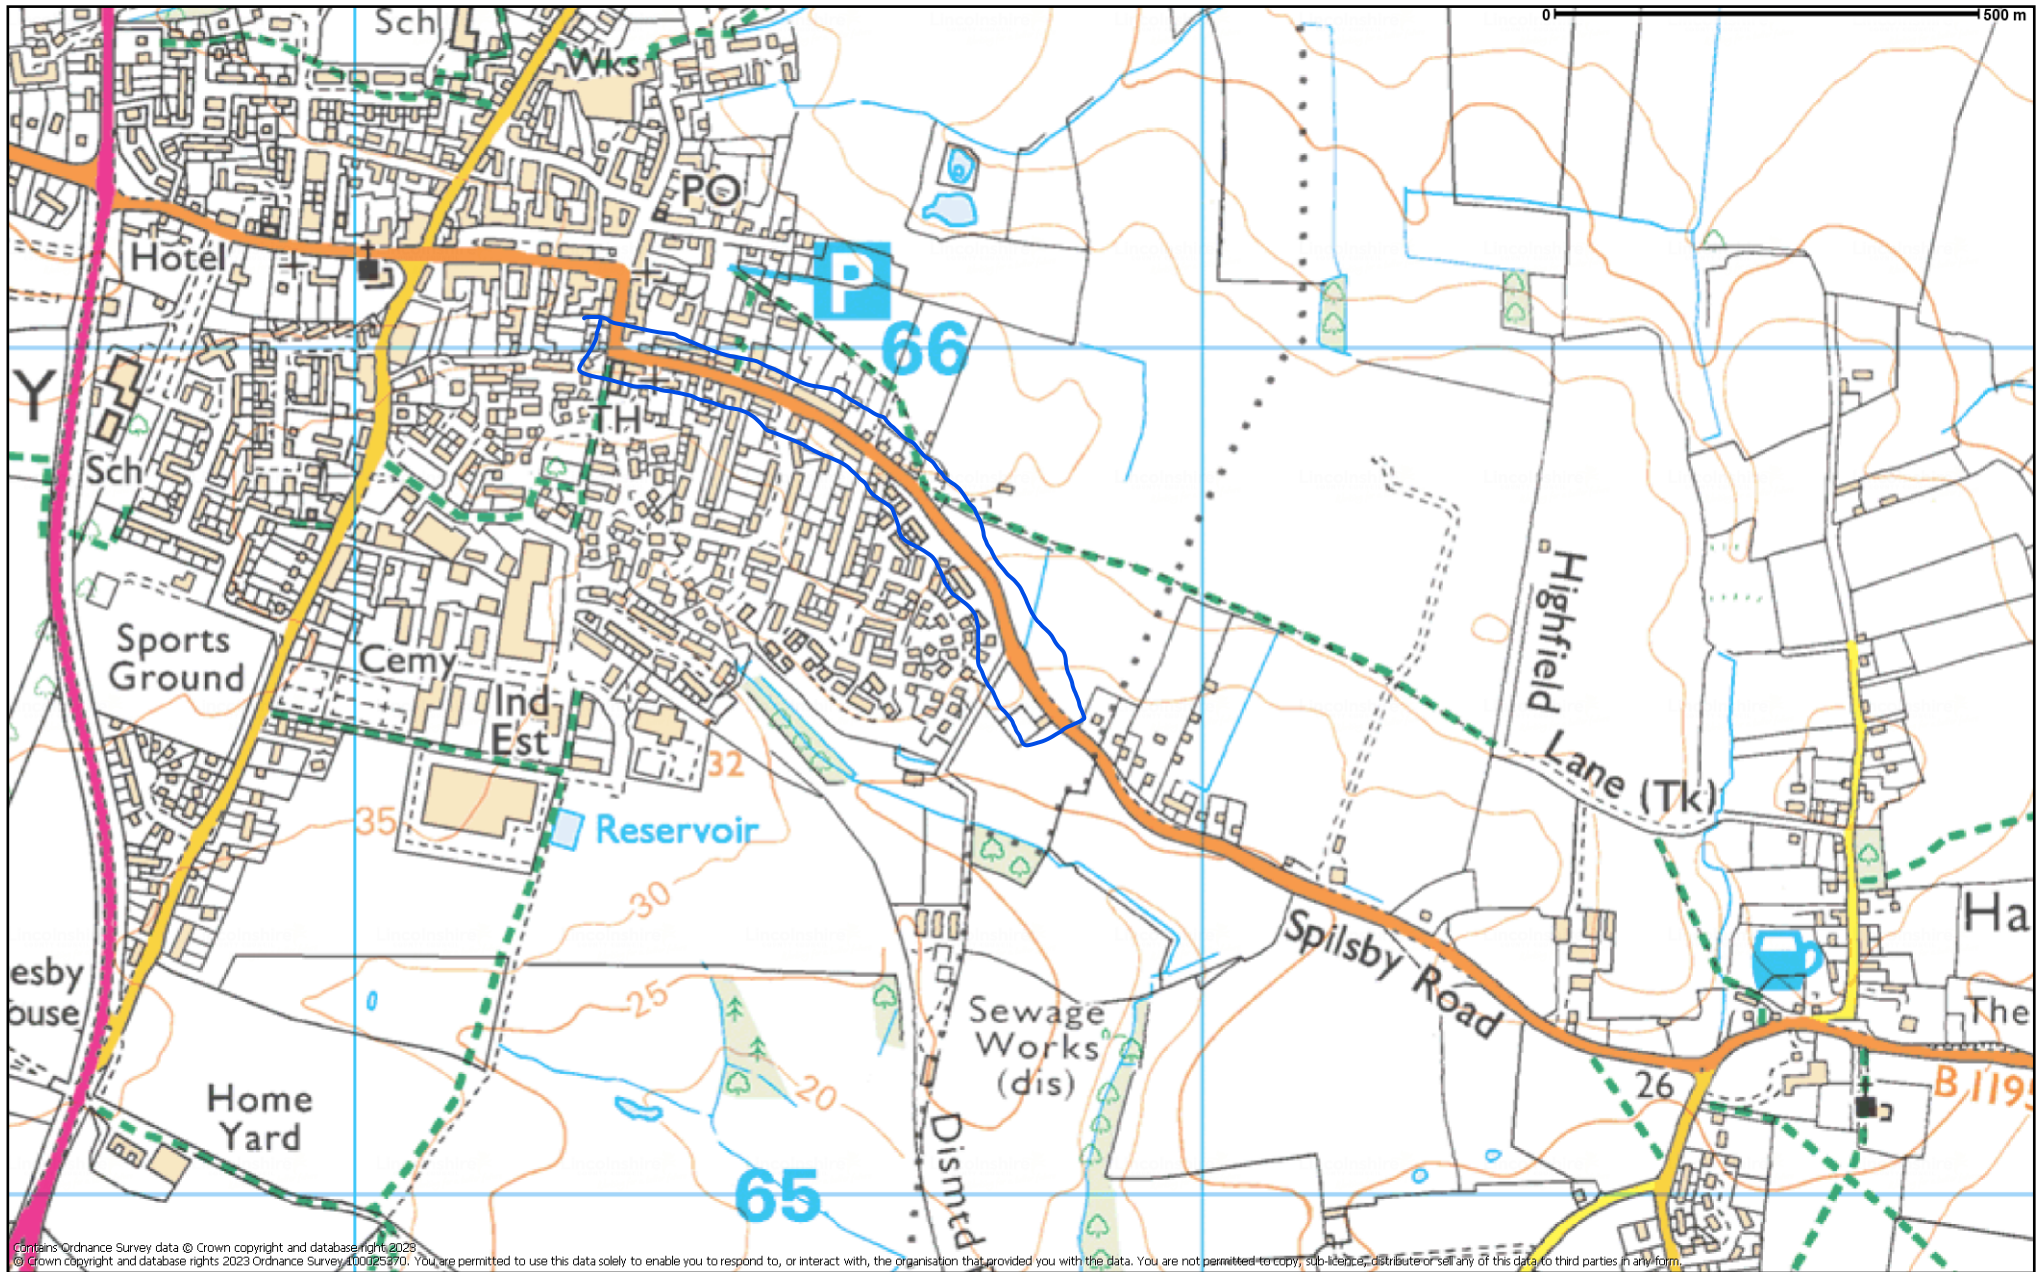 Sch
0
500 m
Wks
PO
Hotel
P
66
Y
TH
Sch
Highfield
Sports
Ground
Cemy
Ind
Est
32
Lane (Tk)
35
Reservoir
30
Spilsby Road
Ha
esby
ouse
25
Sewage
Works
(dis)
The
20
26
B 1195
Home
Yard
Dismtd
65
Contains Ordnance Survey data © Crown copyright and database right 2023
© Crown copyright and database rights 2023 Ordnance Survey 100025370. You are permitted to use this data solely to enable you to respond to, or interact with, the organisation that provided you with the data. You are not permitted to copy, sub-licence, distribute or sell any of this data to third parties in any form.